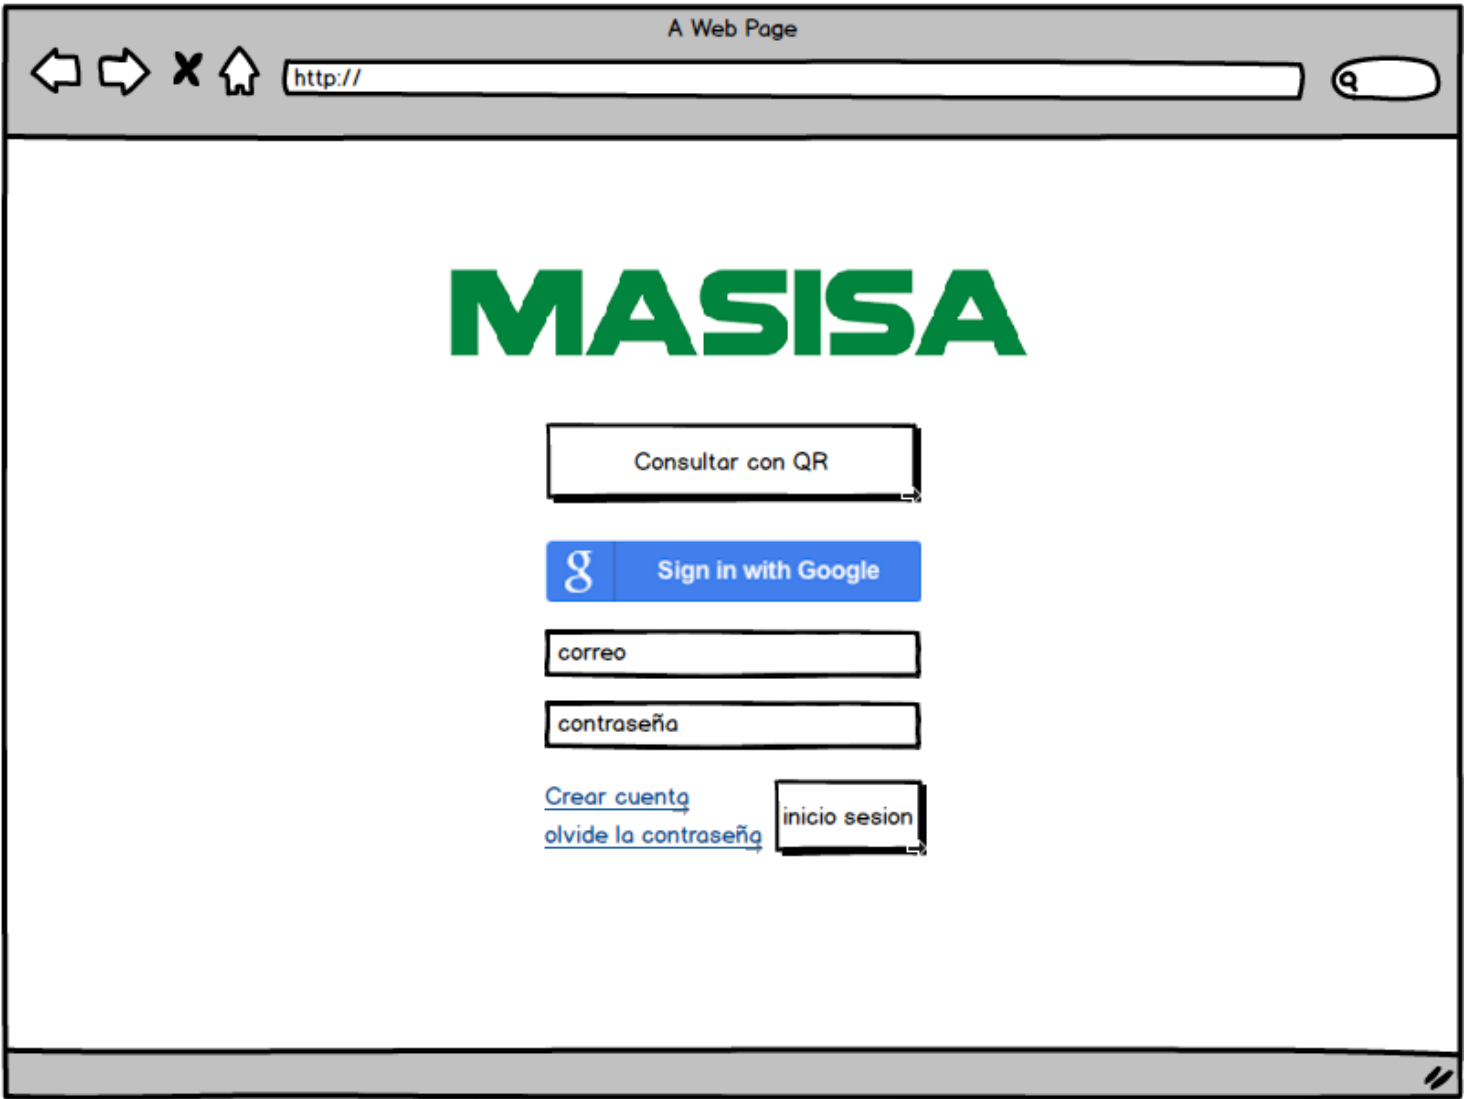 A Web Page
http://
MASISA
Consultar con QR
g Sign in with Google
correo
contraseña
Crear cuenta
inicio sesion
olvide la contraseña